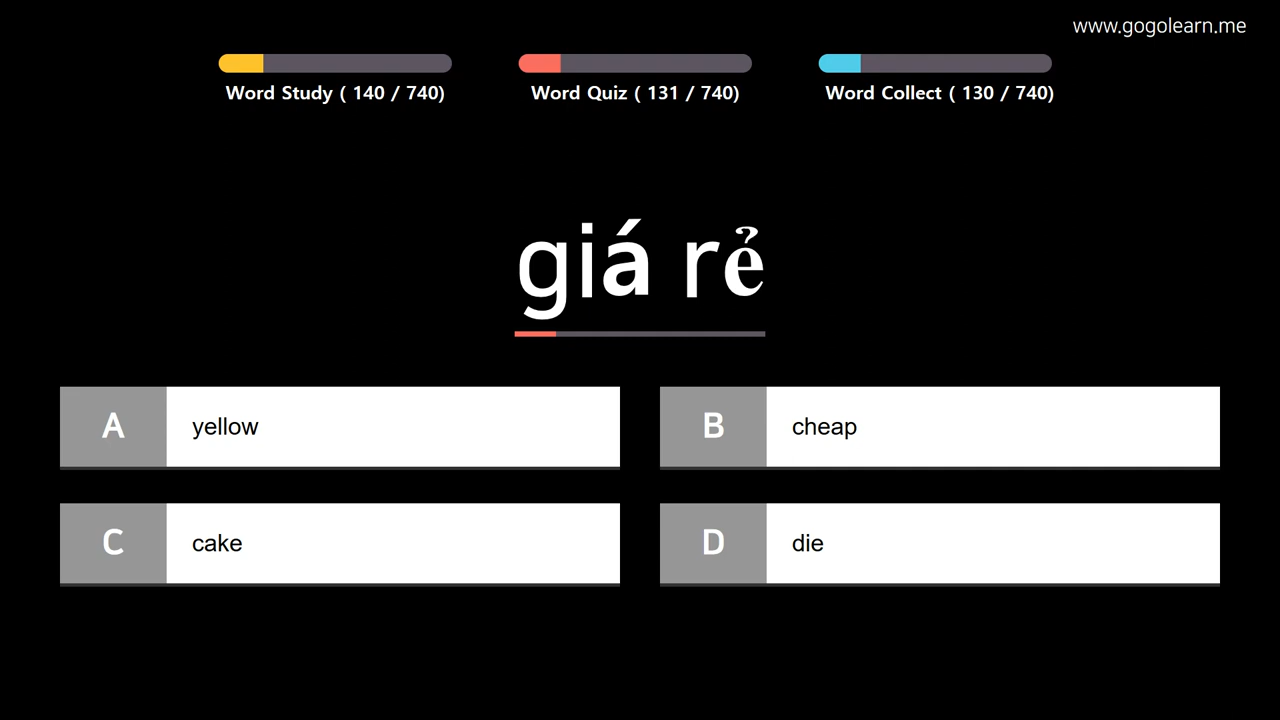 www.gogolearn.me
Word Study ( 140 / 740)
Word Quiz ( 131 / 740)
Word Collect ( 130 / 740)
giá rẻ
A
yellow
B
cheap
C
cake
D
die